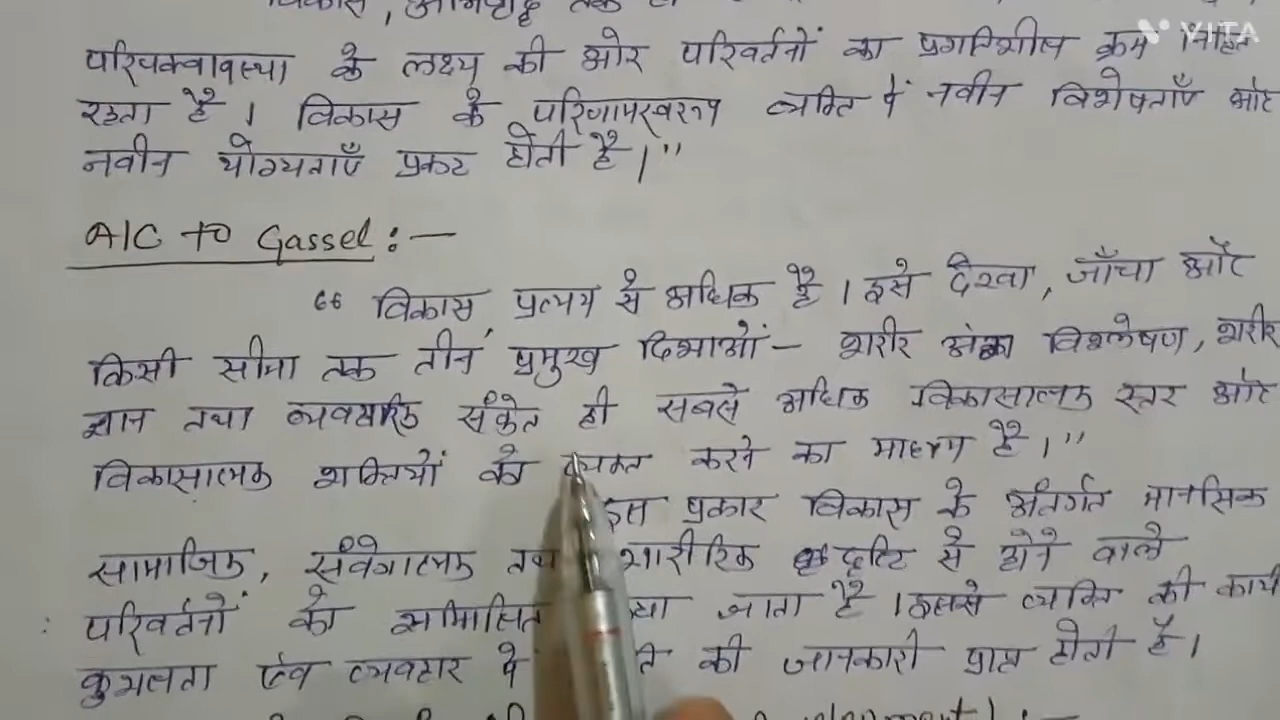 विकास, अभिवृद्धि तक ही
VITA
परिपक्वावस्था के लक्ष्य की ओर परिवर्तनों का प्रगतिशील क्रम निहित
रहता है । विकास के परिणामस्वरूप व्यक्ति में नवीन विशेषताएँ और
नवीन योग्यताएँ प्रकट होती है।”
A/C to Gassel : —
“ विकास, प्रत्यय से अधिक है । इसे देखा, जाँचा और
किसी सीमा तक तीन प्रमुख दिशाओं – शरीर अंका विश्लेषण, शरीर
ज्ञान तथा व्यवहारिक संकेत ही सबसे अधिक विकासात्मक स्तर और
विकासात्मक शक्तियों को व्यक्त करने का माध्यम है।”
इस प्रकार विकास के अंतर्गत मानसिक
सामाजिक, संवेगात्मक शारीरिक दृष्टि से होने वाले
परिवर्तनों को सम्मिलित जाता है । इससे व्यक्ति की कार्य
कुशलता एंव व्यवहार में की जानकारी प्राप्त होती है।